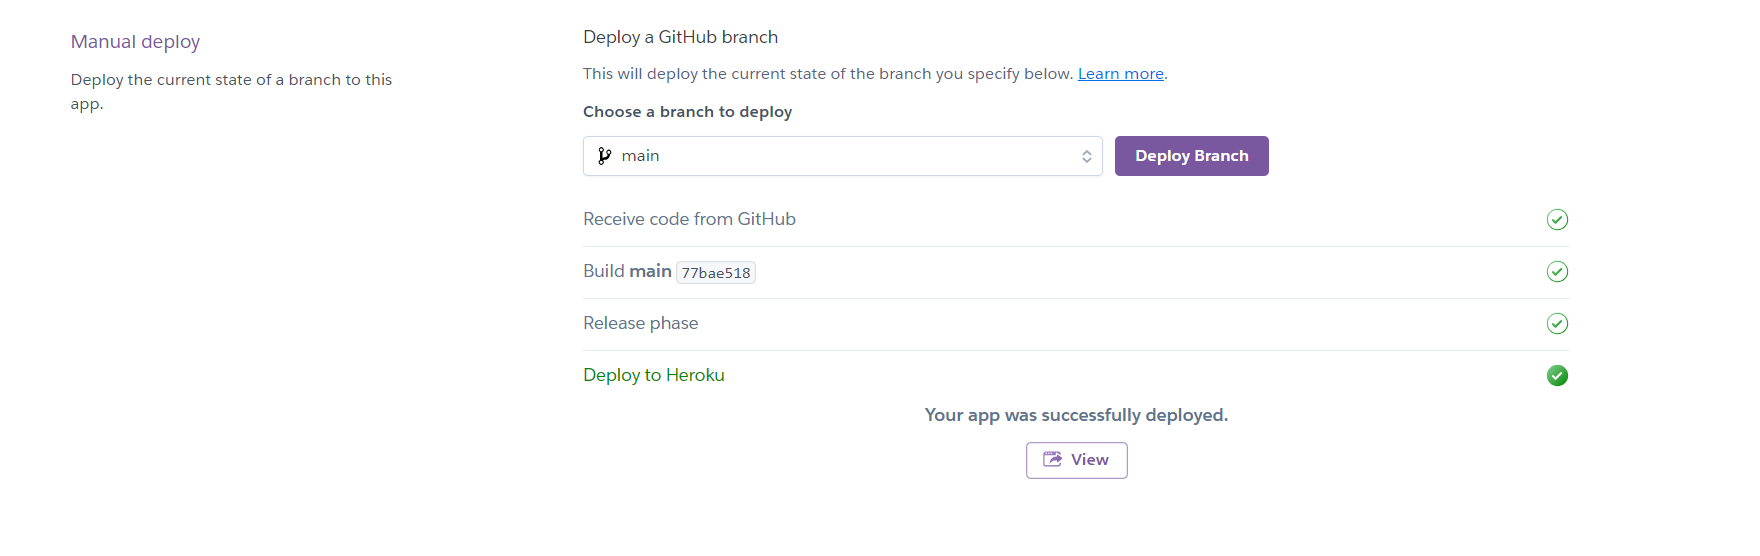 Manual deploy
Deploy the current state of a branch to this
app.
Deploy a GitHub branch
This will deploy the current state of the branch you specify below. Learn more.
Choose a branch to deploy
main
Deploy Branch
Receive code from GitHub
Build main 77bae518
Release phase
Deploy to Heroku
Your app was successfully deployed.
View